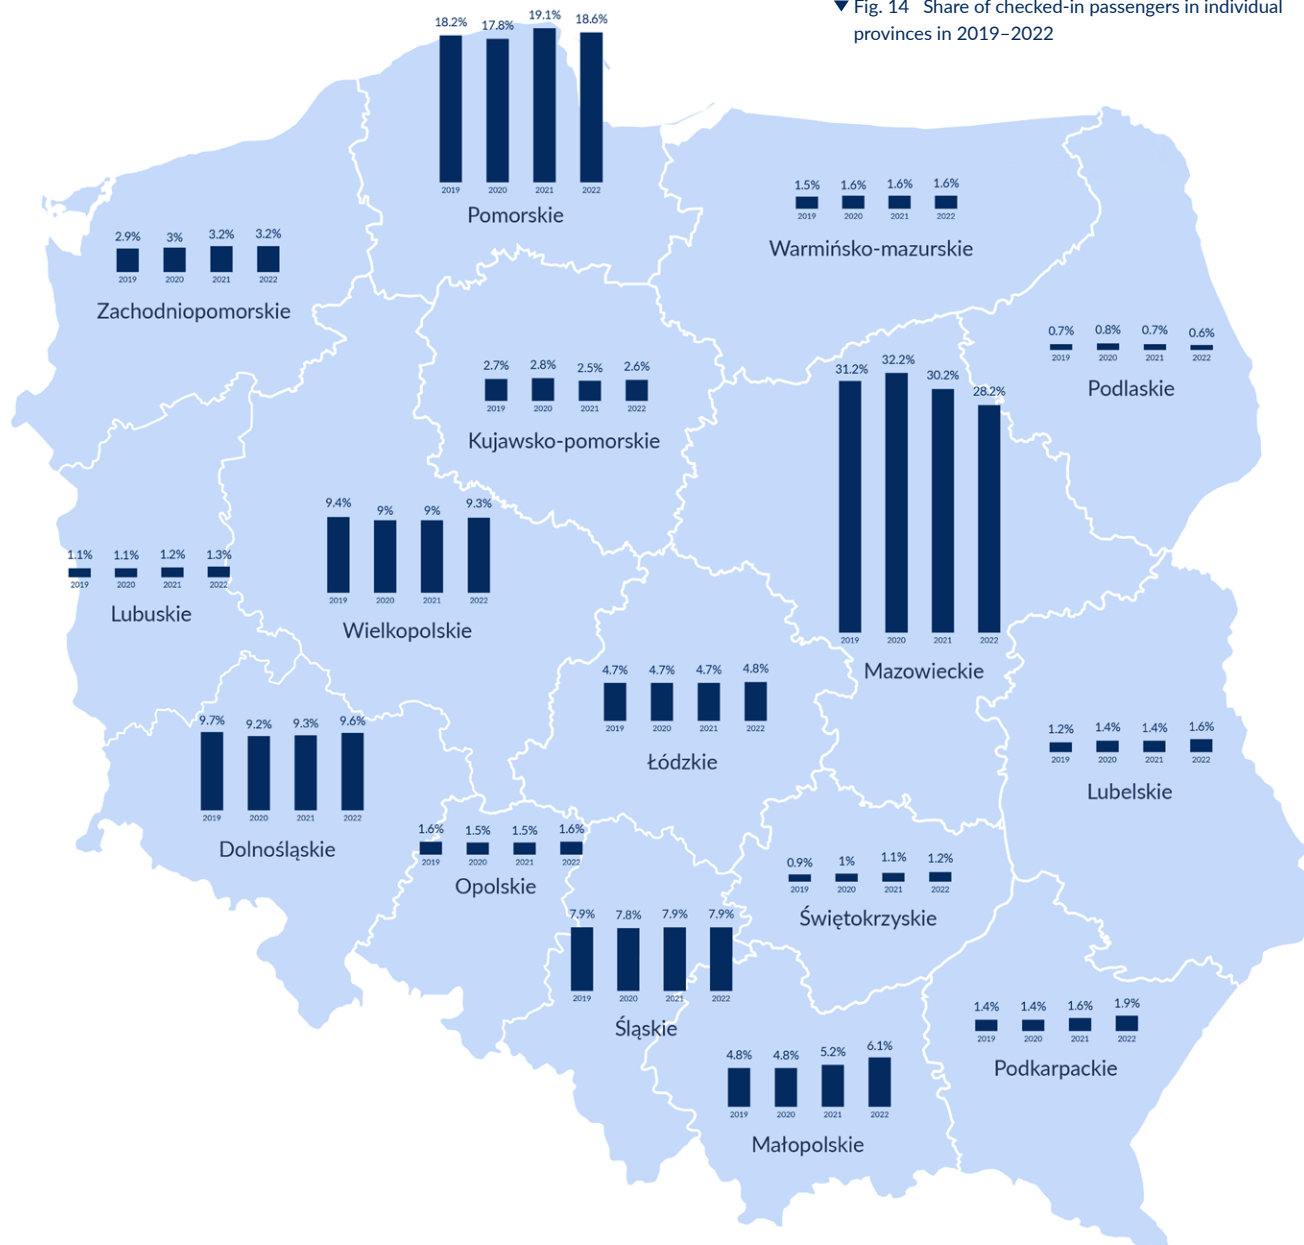 ▼ Fig. 14 Share of checked-in passengers in individual
provinces in 2019–2022
18.2% 17.8% 19.1% 18.6%
2019 2020 2021 2022
Pomorskie
1.5% 1.6% 1.6% 1.6%
2019 2020 2021 2022
Warmińsko-mazurskie
2.9% 3% 3.2% 3.2%
2019 2020 2021 2022
Zachodniopomorskie
0.7% 0.8% 0.7% 0.6%
2019 2020 2021 2022
Podlaskie
2.7% 2.8% 2.5% 2.6%
2019 2020 2021 2022
Kujawsko-pomorskie
31.2% 32.2% 30.2% 28.2%
2019 2020 2021 2022
Mazowieckie
9.4% 9% 9% 9.3%
2019 2020 2021 2022
Wielkopolskie
1.1% 1.1% 1.2% 1.3%
2019 2020 2021 2022
Lubuskie
4.7% 4.7% 4.7% 4.8%
2019 2020 2021 2022
Łódzkie
9.7% 9.2% 9.3% 9.6%
2019 2020 2021 2022
Dolnośląskie
1.2% 1.4% 1.4% 1.6%
2019 2020 2021 2022
Lubelskie
1.6% 1.5% 1.5% 1.6%
2019 2020 2021 2022
Opolskie
0.9% 1% 1.1% 1.2%
2019 2020 2021 2022
Świętokrzyskie
7.9% 7.8% 7.9% 7.9%
2019 2020 2021 2022
Śląskie
1.4% 1.4% 1.6% 1.9%
2019 2020 2021 2022
Podkarpackie
4.8% 4.8% 5.2% 6.1%
2019 2020 2021 2022
Małopolskie